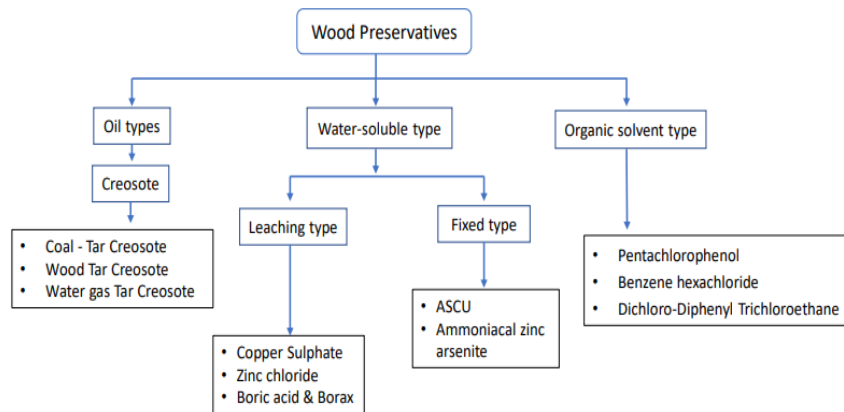 Wood Preservatives
Oil types
Water-soluble type
Organic solvent type
Creosote
Leaching type
Fixed type
• Coal - Tar Creosote
• Wood Tar Creosote
• Water gas Tar Creosote
• Copper Sulphate
• Zinc chloride
• Boric acid & Borax
• ASCU
• Ammoniacal zinc
arsenite
• Pentachlorophenol
• Benzene hexachloride
• Dichloro-Diphenyl Trichloroethane